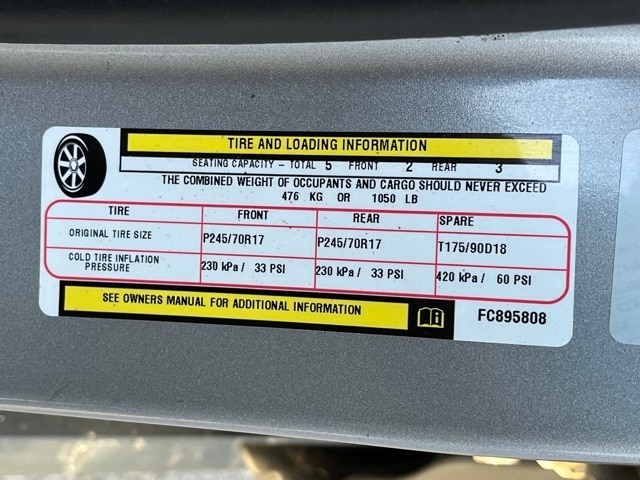 TIRE AND LOADING INFORMATION
SEATING CAPACITY - TOTAL 5 FRONT 2 REAR 3
THE COMBINED WEIGHT OF OCCUPANTS AND CARGO SHOULD NEVER EXCEED
476 KG OR 1050 LB
TIRE FRONT REAR SPARE
ORIGINAL TIRE SIZE P245/70R17 P245/70R17 T175/90D18
COLD TIRE INFLATION PRESSURE 230 kPa / 33 PSI 230 kPa / 33 PSI 420 kPa / 60 PSI
SEE OWNERS MANUAL FOR ADDITIONAL INFORMATION
FC895808